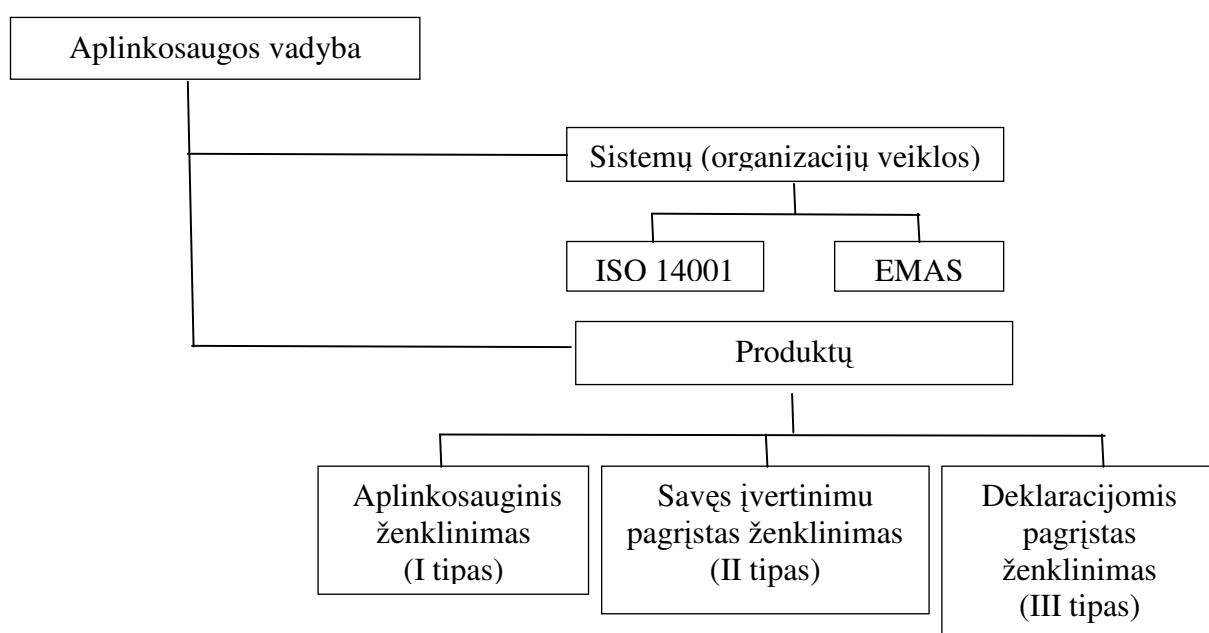 Aplinkosaugos vadyba
Sistemų (organizacijų veiklos)
ISO 14001
EMAS
Produktų
Aplinkosauginis
ženklinimas
(I tipas)
Savęs įvertinimu
pagrįstas ženklinimas
(II tipas)
Deklaracijomis
pagrįstas
ženklinimas
(III tipas)